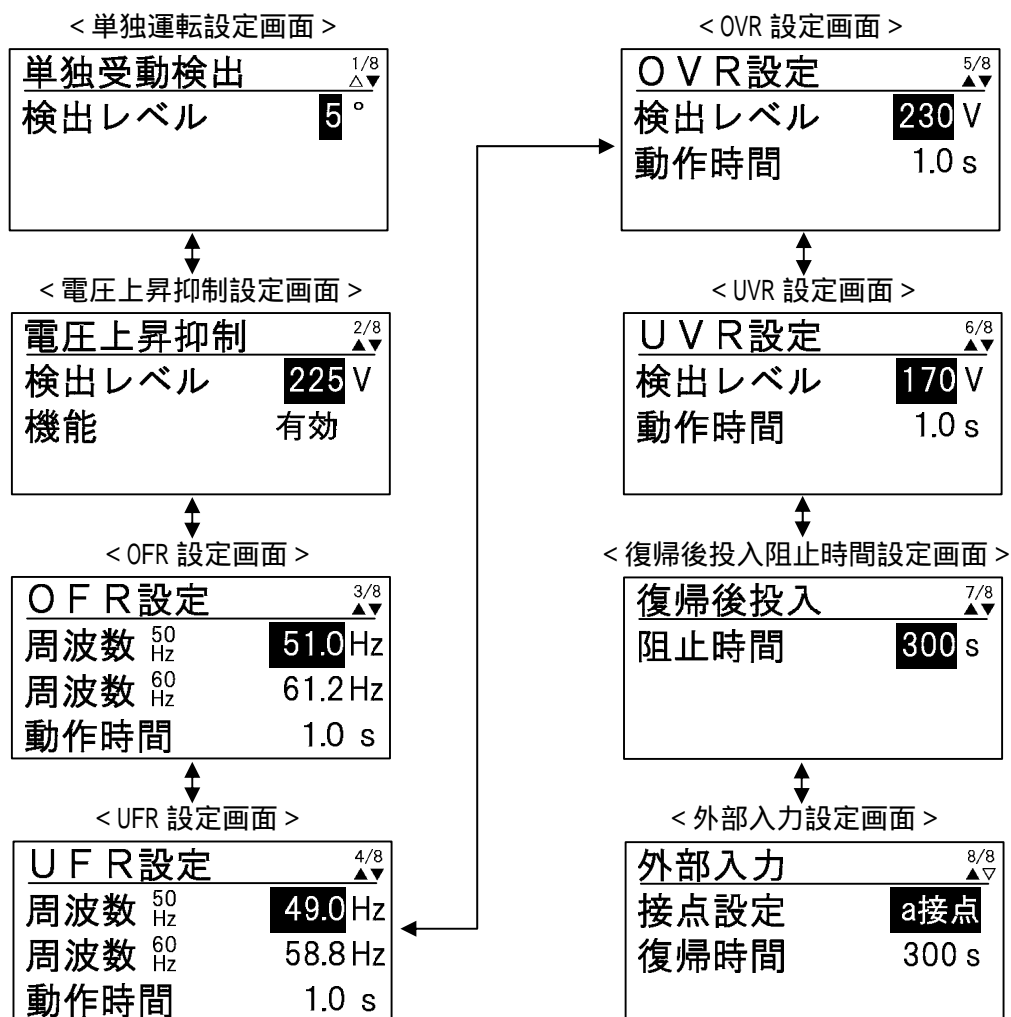 ＜単独運転設定画面＞
単独受動検出 1/8 △▼
検出レベル 5°
＜電圧上昇抑制設定画面＞
電圧上昇抑制 2/8 ▲▼
検出レベル 225 V
機能 有効
＜OFR 設定画面＞
ＯＦＲ設定 3/8 ▲▼
周波数 50Hz 51.0Hz
周波数 60Hz 61.2Hz
動作時間 1.0 s
＜UFR 設定画面＞
ＵＦＲ設定 4/8 ▲▼
周波数 50Hz 49.0Hz
周波数 60Hz 58.8Hz
動作時間 1.0 s
＜OVR 設定画面＞
ＯＶＲ設定 5/8 ▲▼
検出レベル 230 V
動作時間 1.0 s
＜UVR 設定画面＞
ＵＶＲ設定 6/8 ▲▼
検出レベル 170 V
動作時間 1.0 s
＜復帰後投入阻止時間設定画面＞
復帰後投入 7/8 ▲▼
阻止時間 300 s
＜外部入力設定画面＞
外部入力 8/8 ▲▽
接点設定 a接点
復帰時間 300 s